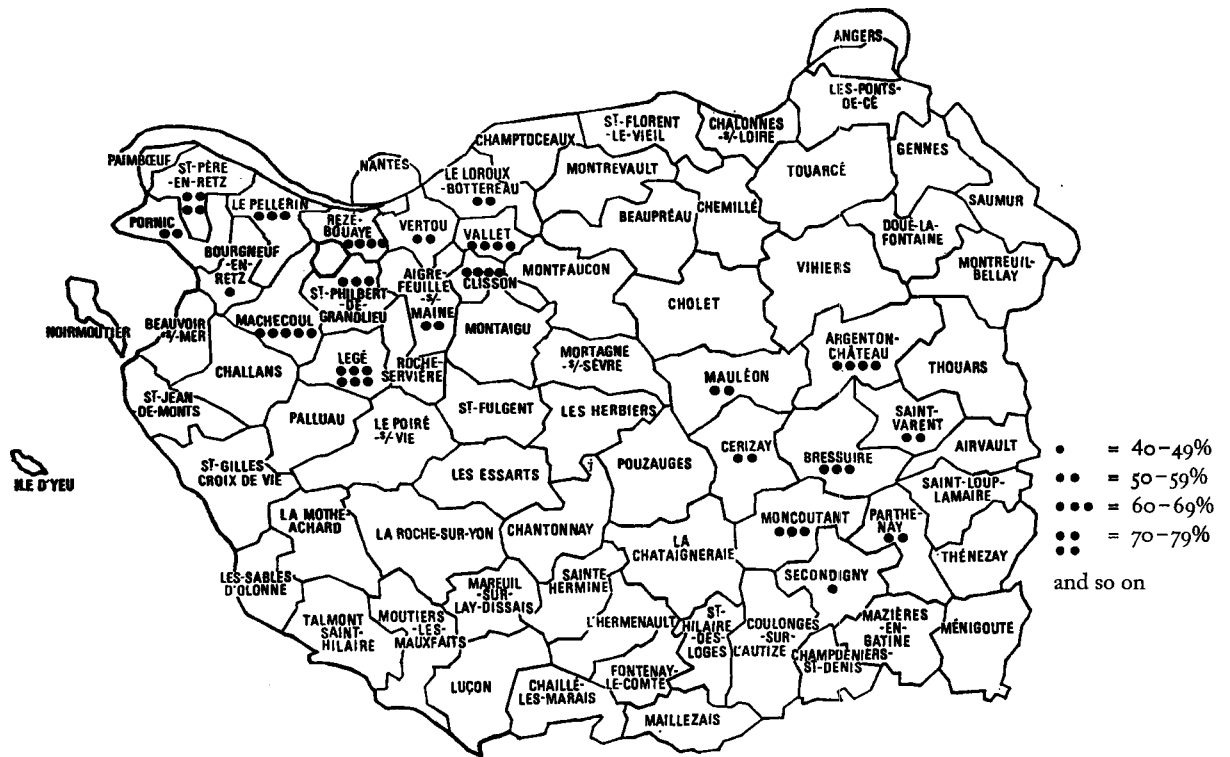 ANGERS
LES-PONTS-
DE-CÉ
ST-FLORENT
-LE-VIEIL
CHALONNES
-S/-LOIRE
CHAMPTOCEAUX
GENNES
PAIMBŒUF
ST-PÈRE
-EN-RETZ
NANTES
LE LOROUX
-BOTTEREAU
MONTREVAULT
TOUARCÉ
SAUMUR
LE PELLERIN
REZÉ-
BOUAYE
VERTOU
VALLET
BEAUPRÉAU
CHEMILLÉ
PORNIC
DOUÉ-LA-
FONTAINE
BOURGNEUF
-EN-
RETZ
AIGRE-
FEUILLE
-S/-
MAINE
CLISSON
MONTFAUCON
VIHIERS
MONTREUIL-
BELLAY
ST-PHILBERT
-DE-
GRANDLIEU
CHOLET
NOIRMOUTIER
BEAUVOIR
-S/-MER
MACHECOUL
MONTAIGU
ARGENTON-
CHÂTEAU
MORTAGNE
-S/-SÈVRE
LEGÉ
ROCHE-
SERVIÈRE
CHALLANS
MAULÉON
THOUARS
ST-JEAN
-DE-MONTS
PALLUAU
LE POIRÉ
-S/-VIE
ST-FULGENT
LES HERBIERS
SAINT-
VARENT
AIRVAULT
CERIZAY
BRESSUIRE
= 40–49%
ST-GILLES
CROIX DE VIE
LES ESSARTS
POUZAUGES
SAINT-LOUP-
LAMAIRE
= 50–59%
ILE D'YEU
= 60–69%
LA MOTHE-
ACHARD
LA ROCHE-SUR-YON
CHANTONNAY
MONCOUTANT
PARTHE-
NAY
= 70–79%
LA
CHATAIGNERAIE
THÉNEZAY
LES-SABLES
D'OLONNE
MAREUIL
-SUR-
LAY-DISSAIS
SAINTE
HERMINE
SECONDIGNY
and so on
TALMONT
SAINT-
HILAIRE
MOUTIERS
-LES-
MAUXFAITS
L'HERMENAULT
ST-
HILAIRE
-DES-
LOGES
COULONGES
-SUR-
L'AUTIZE
MAZIÈRES
-EN-
GATINE
MÉNIGOUTE
CHAMPDENIERS-
ST-DENIS
LUÇON
CHAILLÉ-
LES-MARAIS
FONTENAY-
LE-COMTE
MAILLEZAIS